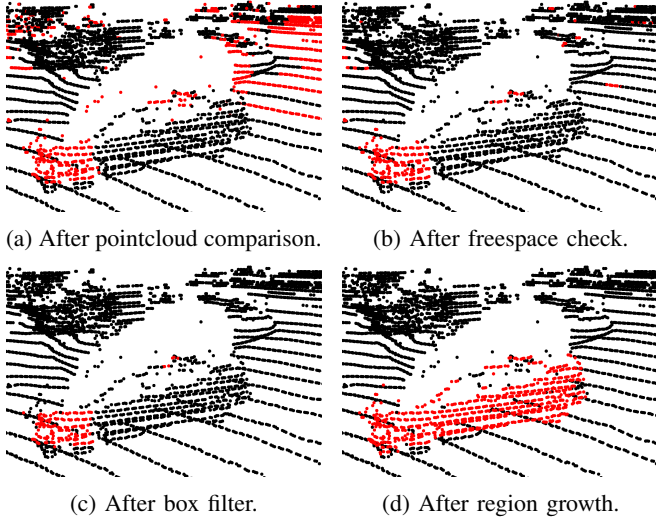 (a) After pointcloud comparison.
(b) After freespace check.
(c) After box filter.
(d) After region growth.